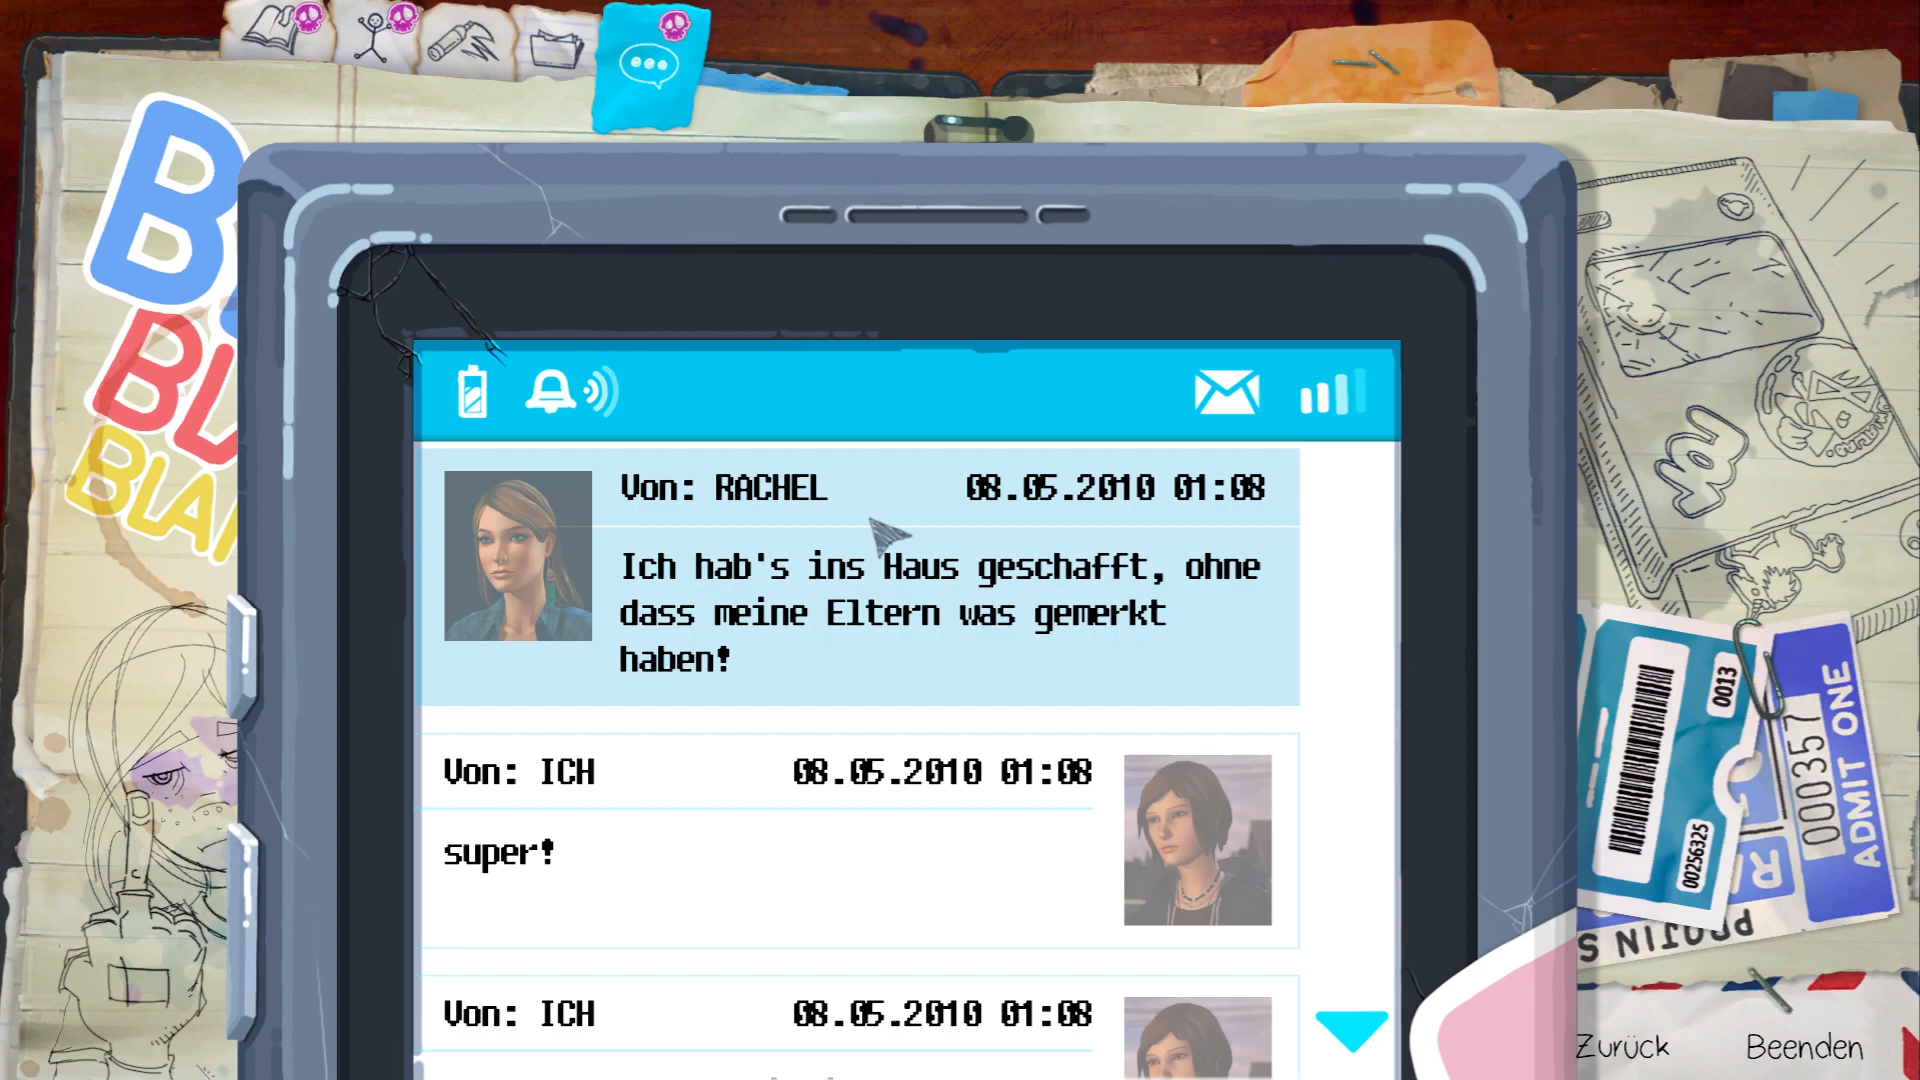 Von: RACHEL 08.05.2010 01:08
Ich hab's ins Haus geschafft, ohne
dass meine Eltern was gemerkt
haben!
Von: ICH 08.05.2010 01:08
super!
Von: ICH 08.05.2010 01:08
0013
00256325
000357
ADMIT ONE
Zurück
Beenden